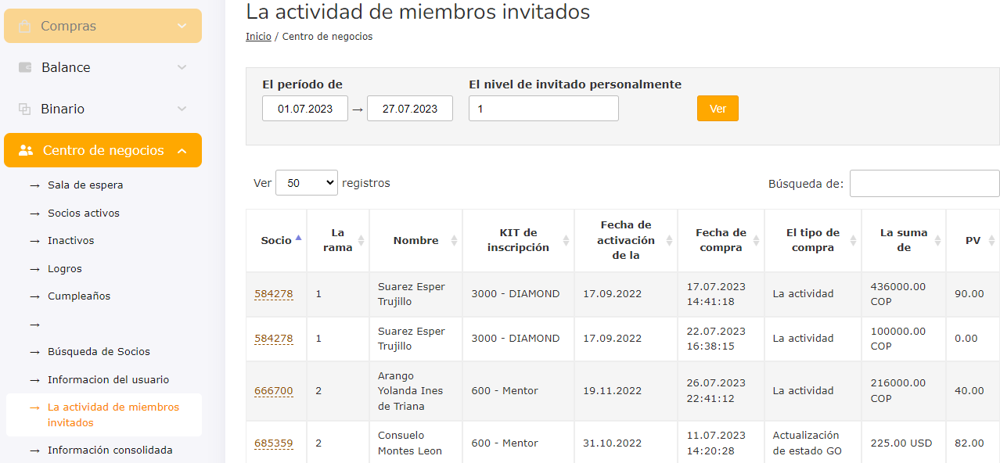 Compras
Balance
Binario
Centro de negocios
→ Sala de espera
→ Socios activos
→ Inactivos
→ Logros
→ Cumpleaños
→
→ Búsqueda de Socios
→ Informacion del usuario
→ La actividad de miembros
invitados
→ Información consolidada
La actividad de miembros invitados
Inicio / Centro de negocios
El período de El nivel de invitado personalmente
01.07.2023 → 27.07.2023 1 Ver
Ver 50 registros Búsqueda de:
Socio La rama Nombre KIT de inscripción Fecha de activación de la Fecha de compra El tipo de compra La suma de PV
584278 1 Suarez Esper Trujillo 3000 - DIAMOND 17.09.2022 17.07.2023 14:41:18 La actividad 436000.00 COP 90.00
584278 1 Suarez Esper Trujillo 3000 - DIAMOND 17.09.2022 22.07.2023 16:38:15 La actividad 100000.00 COP 0.00
666700 2 Arango Yolanda Ines de Triana 600 - Mentor 19.11.2022 26.07.2023 22:41:12 La actividad 216000.00 COP 40.00
685359 2 Consuelo Montes Leon 600 - Mentor 31.10.2022 11.07.2023 14:20:28 Actualización de estado GO 225.00 USD 82.00